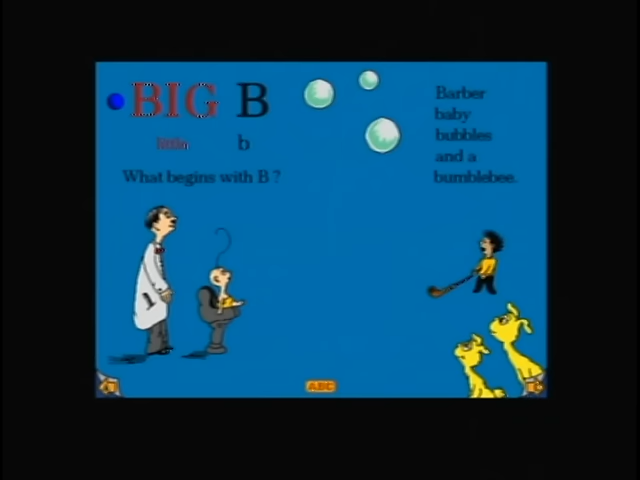 BIG B
little b
What begins with B ?
Barber
baby
bubbles
and a
bumblebee.
ABC